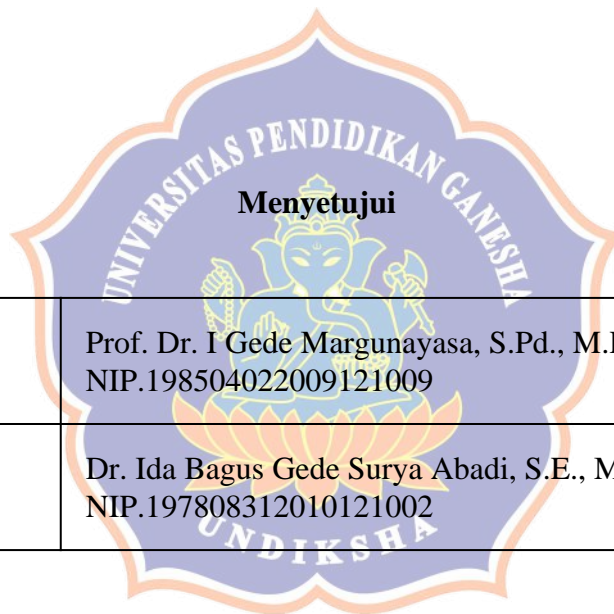 UNIVERSITAS PENDIDIKAN GANESHA
Menyetujui
Prof. Dr. I Gede Margunayasa, S.Pd.,
NIP.198504022009121009
Dr. Ida Bagus Gede Surya Abadi, S.E.,
NIP.197808312010121002
UNDIKSHA